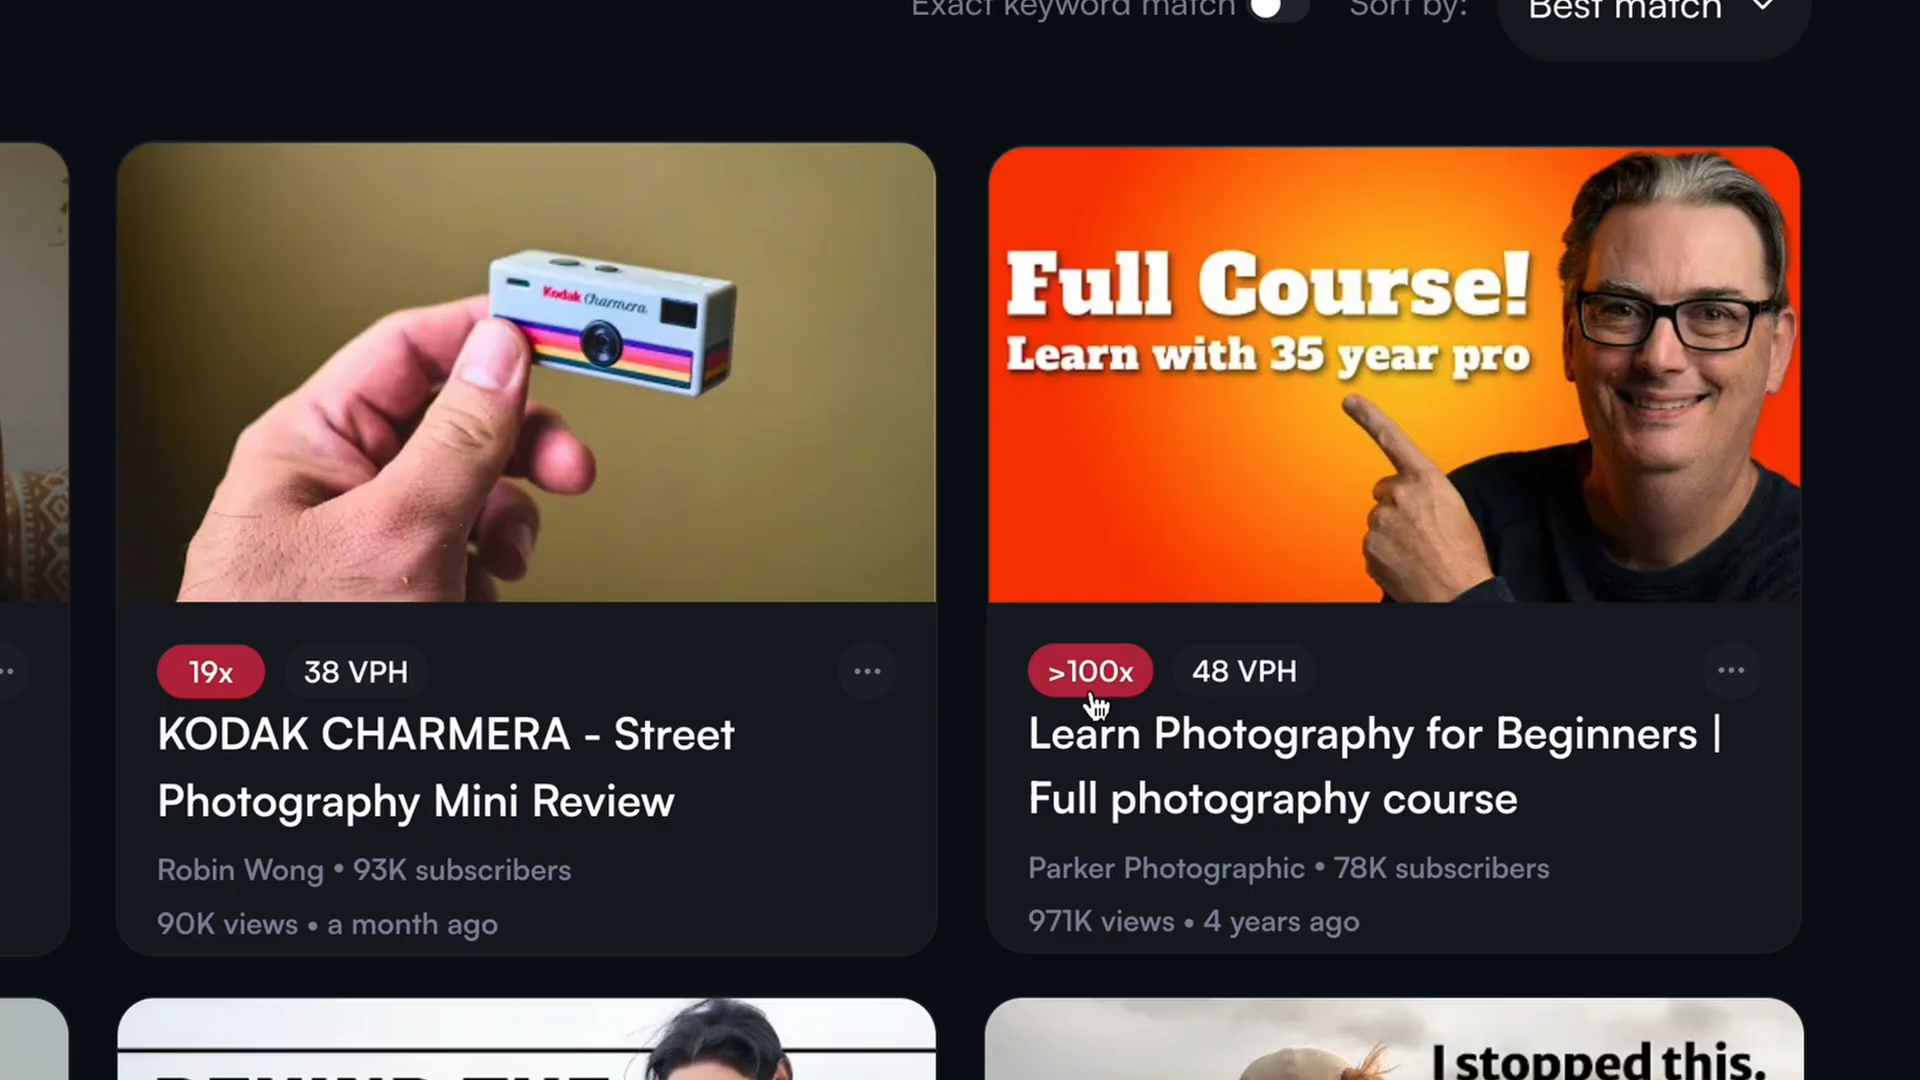 Exact keyword match
Sort by:
Best match
Kodak Charmera
Full Course!
Learn with 35 year pro
19x
38 VPH
>100x
48 VPH
KODAK CHARMERA - Street
Photography Mini Review
Learn Photography for Beginners |
Full photography course
Robin Wong • 93K subscribers
Parker Photographic • 78K subscribers
90K views • a month ago
971K views • 4 years ago
BEHIND THE
I stopped this.